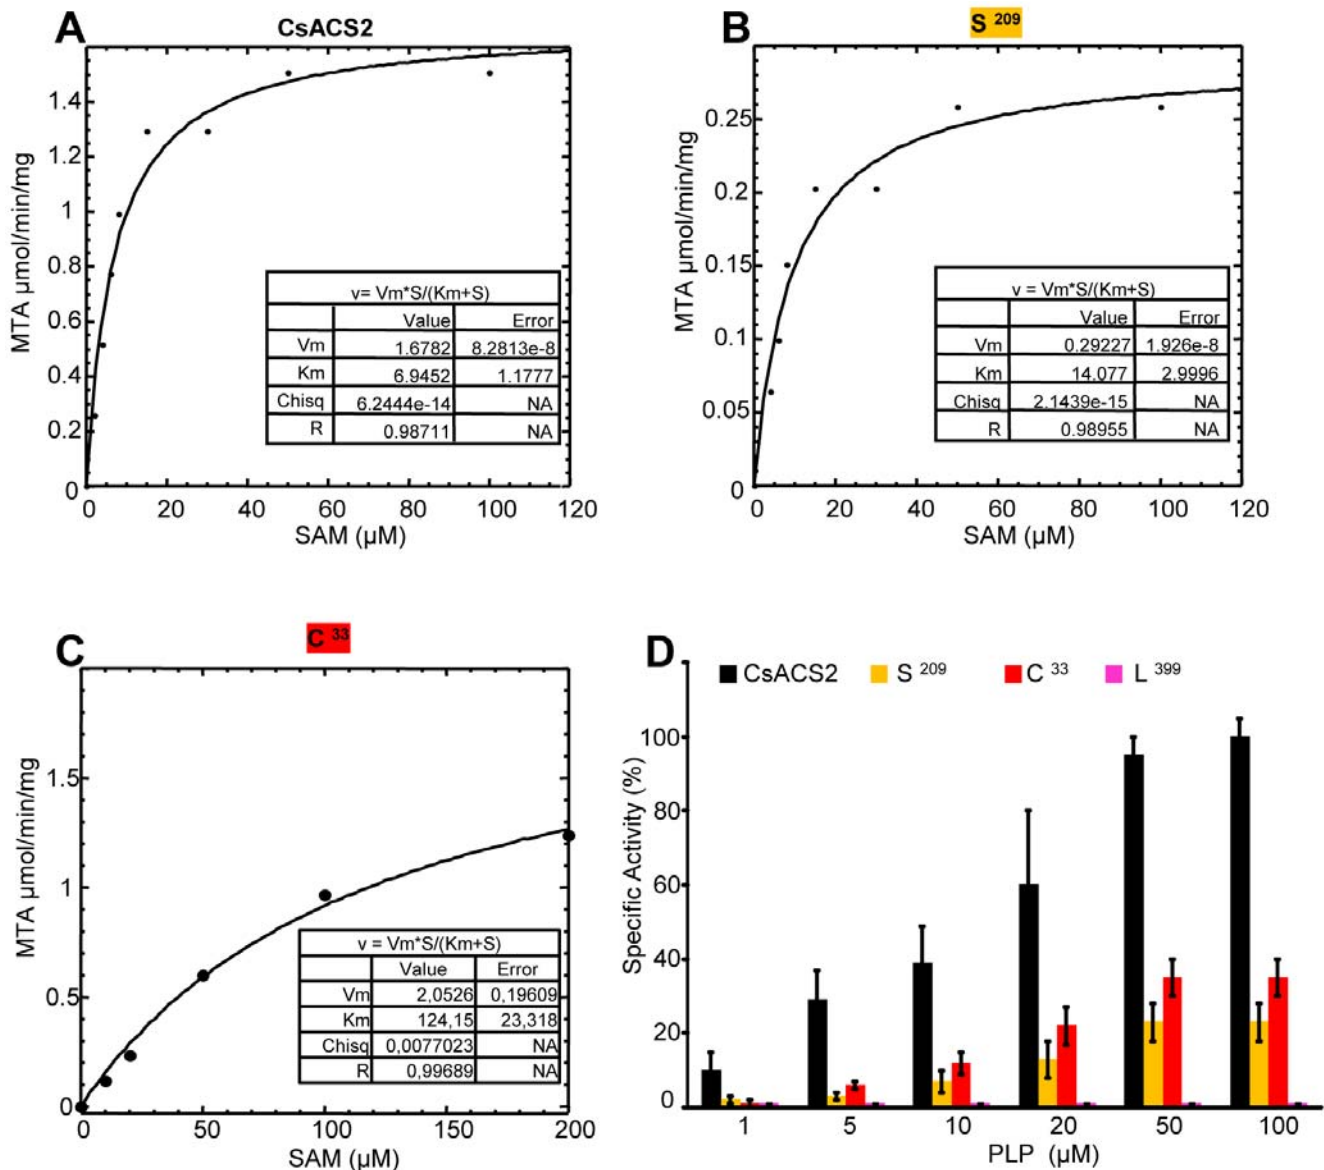 A
CsACS2
MTA µmol/min/mg
1.4
1.2
1
0.8
0.6
0.4
0.2
0
v= Vm*S/(Km+S)
Value Error
Vm 1.6782 8.2813e-8
Km 6.9452 1.1777
Chisq 6.2444e-14 NA
R 0.98711 NA
0 20 40 60 80 100 120
SAM (µM)
B
S 209
MTA µmol/min/mg
0.25
0.2
0.15
0.1
0.05
0
v = Vm*S/(Km+S)
Value Error
Vm 0.29227 1.926e-8
Km 14.077 2.9996
Chisq 2.1439e-15 NA
R 0.98955 NA
0 20 40 60 80 100 120
SAM (µM)
C
C 33
MTA µmol/min/mg
1.5
1
0.5
0
v = Vm*S/(Km+S)
Value Error
Vm 2,0526 0,19609
Km 124,15 23,318
Chisq 0,0077023 NA
R 0,99689 NA
0 50 100 150 200
SAM (µM)
D
CsACS2 S 209 C 33 L 399
Specific Activity (%)
100
80
60
40
20
0
1 5 10 20 50 100
PLP (µM)